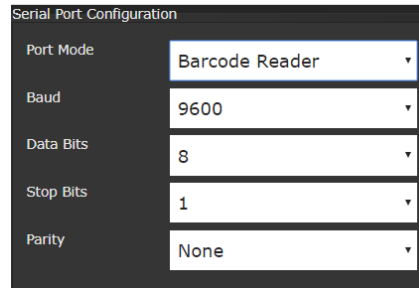 Serial Port Configuration
Port Mode
Barcode Reader
Baud
9600
Data Bits
8
Stop Bits
1
Parity
None